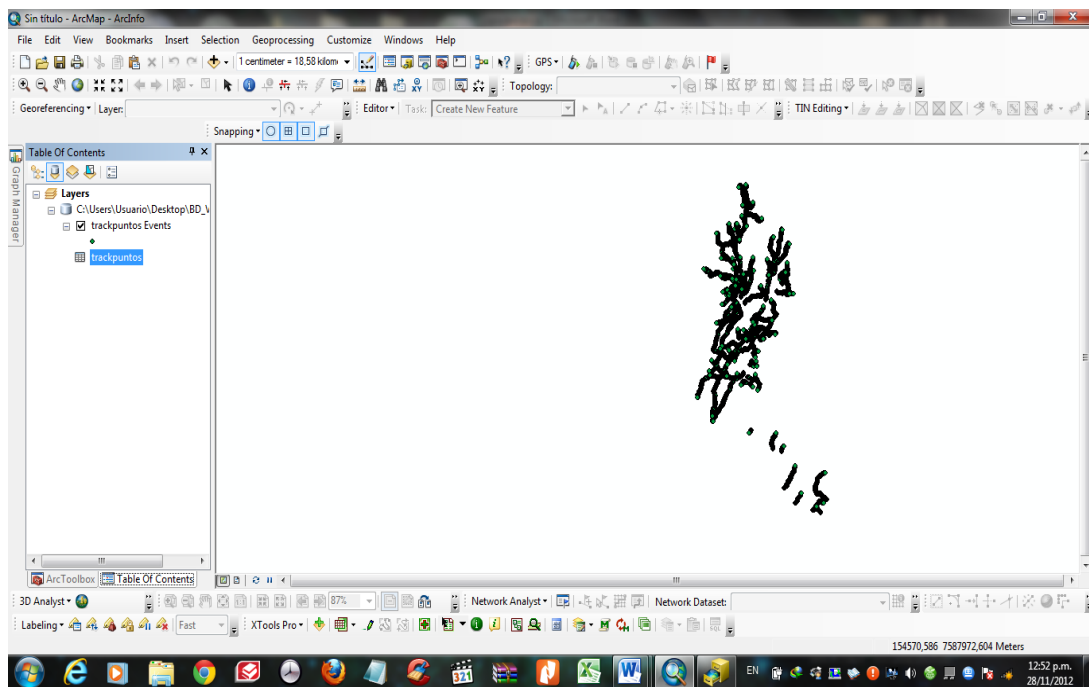 Sin título - ArcMap - ArcInfo
File Edit View Bookmarks Insert Selection Geoprocessing Customize Windows Help
1 centimeter = 18,58 kilom
GPS
Topology:
Georeferencing Layer:
Editor Task: Create New Feature
TIN Editing
Snapping
Graph Manager
Table Of Contents
Layers
C:\Users\Usuario\Desktop\BD_V
trackpuntos Events
trackpuntos
ArcToolbox Table Of Contents
3D Analyst
87%
Network Analyst
Network Dataset:
Labeling
Fast
XTools Pro
154570,586 7587972,604 Meters
321
EN
12:52 p.m.
28/11/2012